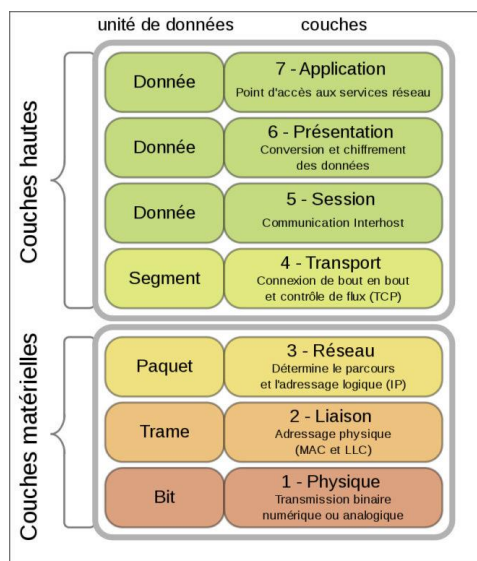 unité de données couches
Couches hautes
Donnée
7 - Application
Point d'accès aux services réseau
Donnée
6 - Présentation
Conversion et chiffrement
des données
Donnée
5 - Session
Communication Interhost
Segment
4 - Transport
Connexion de bout en bout
et contrôle de flux (TCP)
Couches matérielles
Paquet
3 - Réseau
Détermine le parcours
et l'adressage logique (IP)
Trame
2 - Liaison
Adressage physique
(MAC et LLC)
Bit
1 - Physique
Transmission binaire
numérique ou analogique